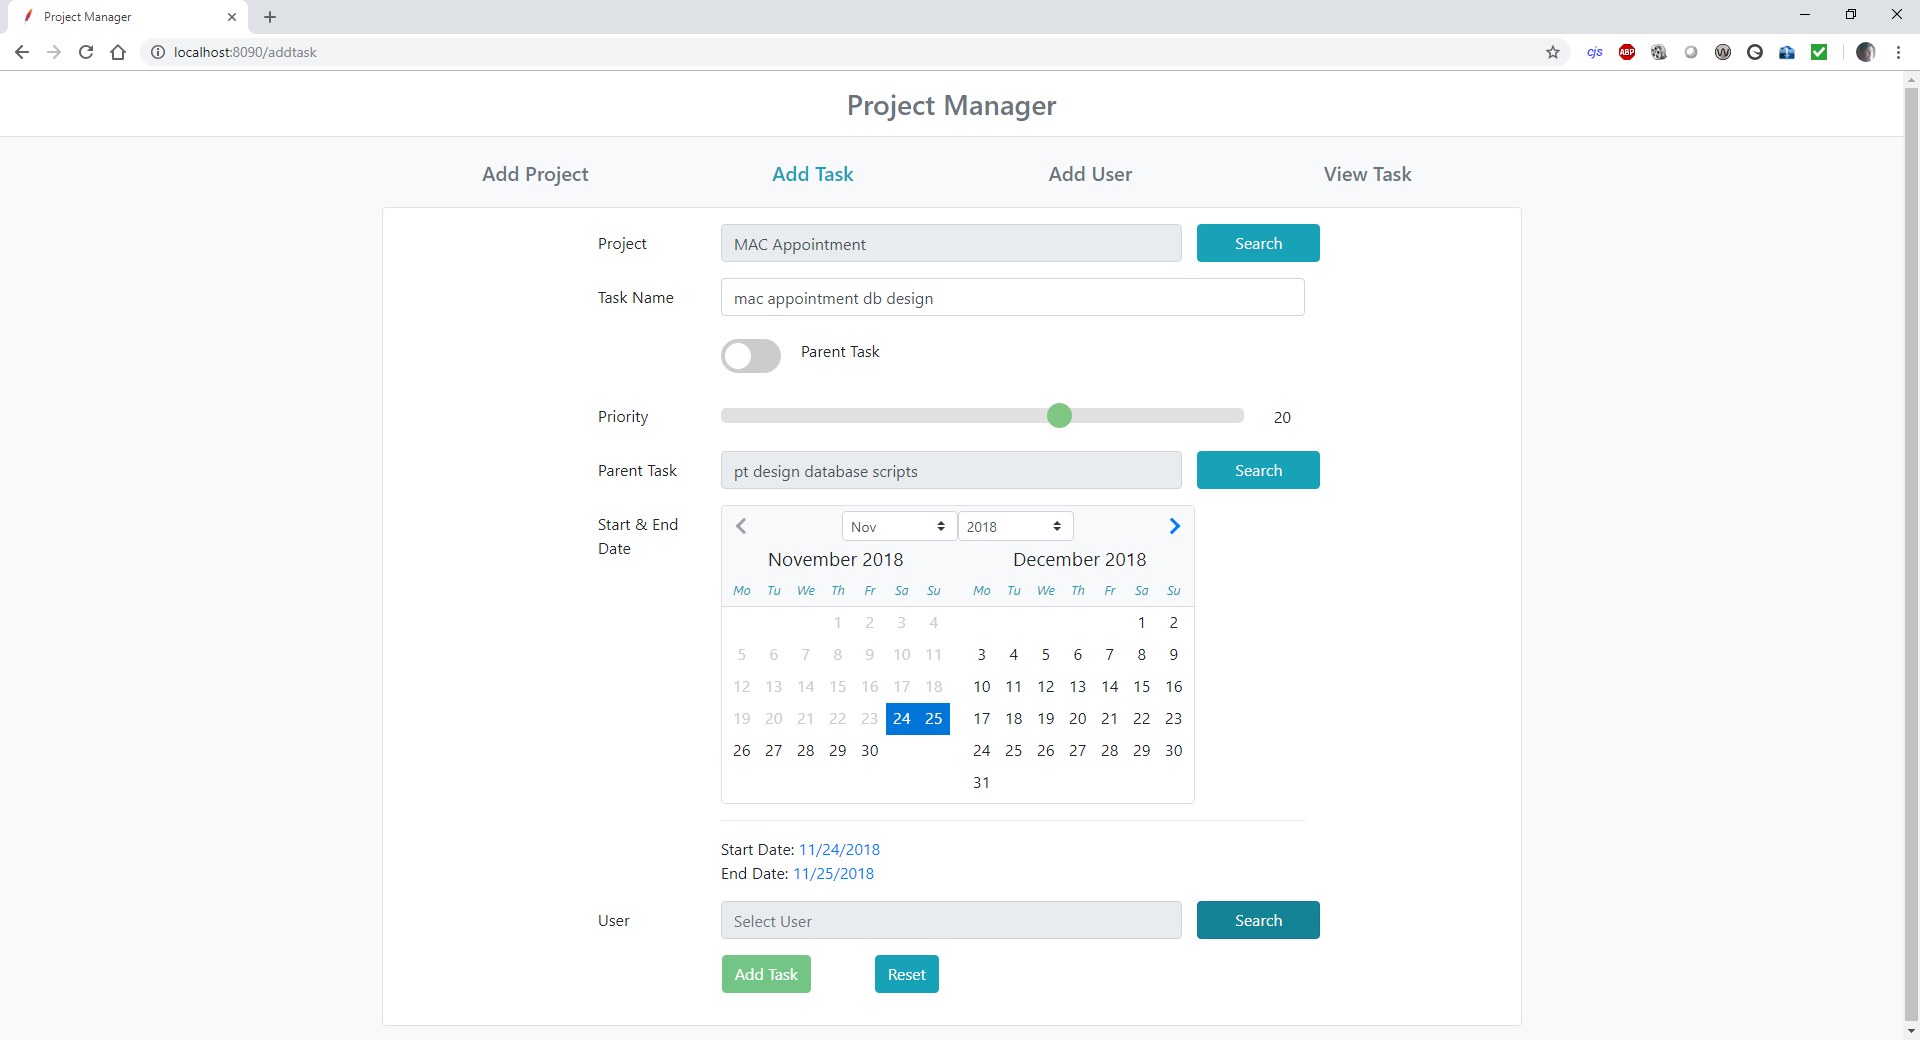 Project Manager
localhost:8090/addtask
cjs ABP W
Project Manager
Add Project Add Task Add User View Task
Project MAC Appointment Search
Task Name mac appointment db design
Parent Task
Priority 20
Parent Task pt design database scripts Search
Start & End
Date
Nov 2018
November 2018 December 2018
Mo Tu We Th Fr Sa Su Mo Tu We Th Fr Sa Su
1 2 3 4 1 2
5 6 7 8 9 10 11 3 4 5 6 7 8 9
12 13 14 15 16 17 18 10 11 12 13 14 15 16
19 20 21 22 23 24 25 17 18 19 20 21 22 23
26 27 28 29 30 24 25 26 27 28 29 30
31
Start Date: 11/24/2018
End Date: 11/25/2018
User Select User Search
Add Task Reset